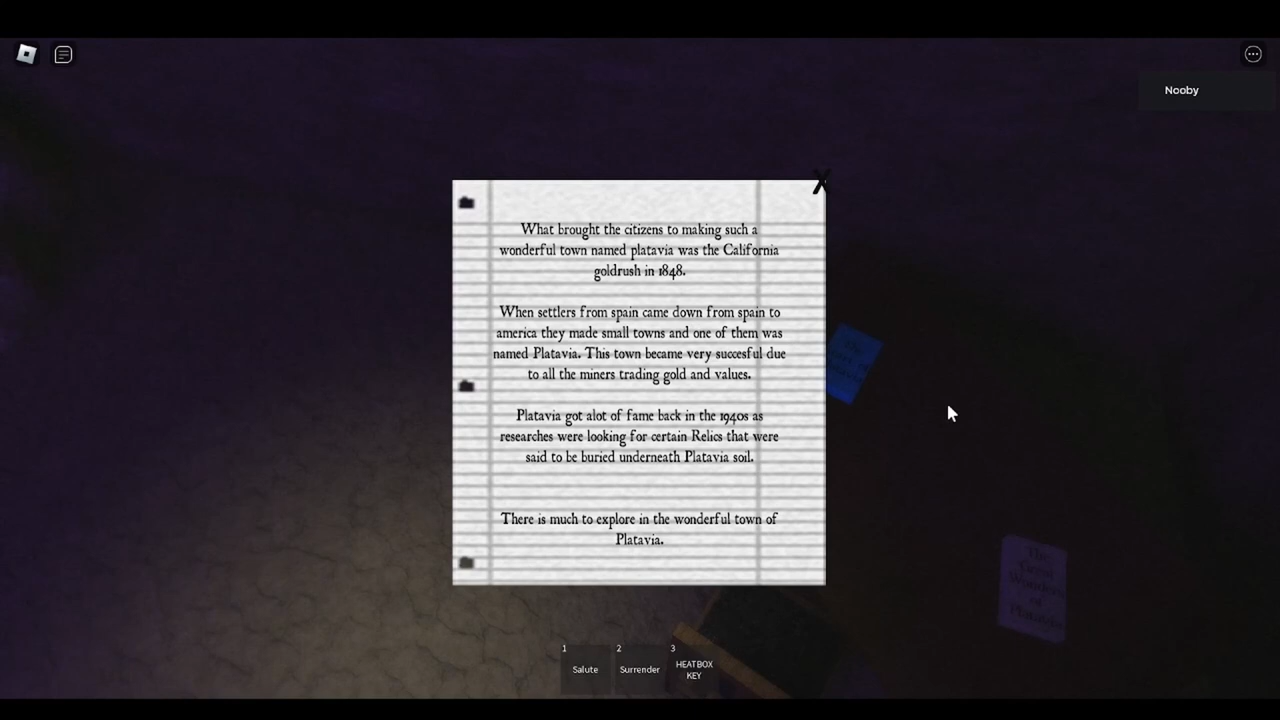 Nooby
What brought the citizens to making such a
wonderful town named platavia was the California
goldrush in 1848.
When settlers from spain came down from spain to
america they made small towns and one of them was
named Platavia. This town became very succesful due
to all the miners trading gold and values.
Platavia got alot of fame back in the 1940s as
researches were looking for certain Relics that were
said to be buried underneath Platavia soil.
There is much to explore in the wonderful town of
Platavia.
X
The
Great
Wonders
of
Platavia
1
Salute
2
Surrender
3
HEATBOX
KEY